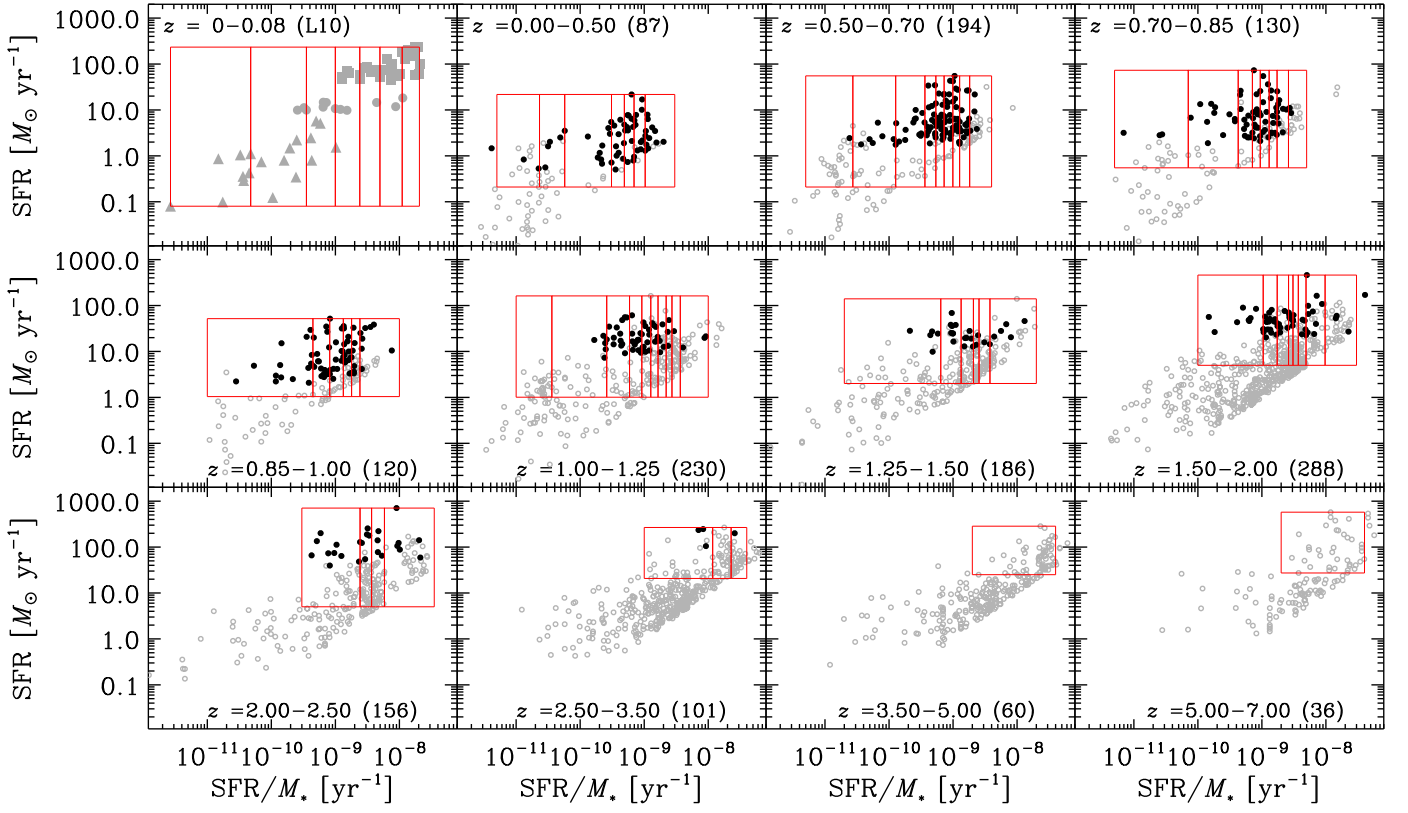 z = 0−0.08 (L10)
z =0.00−0.50 (87)
z =0.50−0.70 (194)
z =0.70−0.85 (130)
SFR [M⊙ yr⁻¹]
1000.0
100.0
10.0
1.0
0.1
z =0.85−1.00 (120)
z =1.00−1.25 (230)
z =1.25−1.50 (186)
z =1.50−2.00 (288)
SFR [M⊙ yr⁻¹]
1000.0
100.0
10.0
1.0
0.1
z =2.00−2.50 (156)
z =2.50−3.50 (101)
z =3.50−5.00 (60)
z =5.00−7.00 (36)
SFR [M⊙ yr⁻¹]
1000.0
100.0
10.0
1.0
0.1
10⁻¹¹ 10⁻¹⁰ 10⁻⁹ 10⁻⁸
10⁻¹¹ 10⁻¹⁰ 10⁻⁹ 10⁻⁸
10⁻¹¹ 10⁻¹⁰ 10⁻⁹ 10⁻⁸
10⁻¹¹ 10⁻¹⁰ 10⁻⁹ 10⁻⁸
SFR/M* [yr⁻¹]
SFR/M* [yr⁻¹]
SFR/M* [yr⁻¹]
SFR/M* [yr⁻¹]